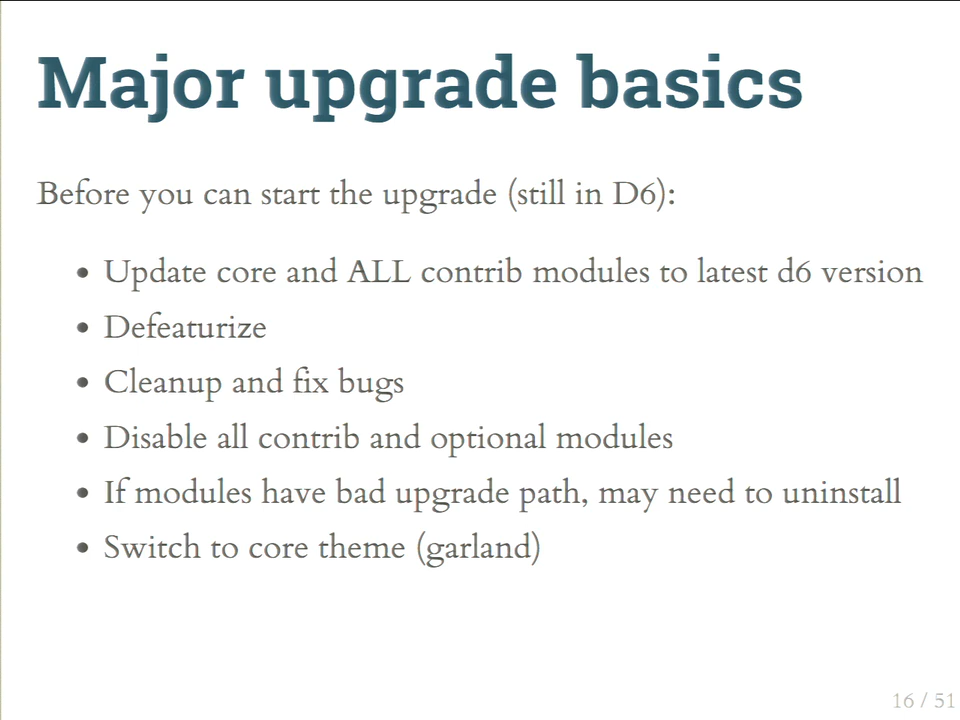 Major upgrade basics
Before you can start the upgrade (still in D6):
• Update core and ALL contrib modules to latest d6 version
• Defeaturize
• Cleanup and fix bugs
• Disable all contrib and optional modules
• If modules have bad upgrade path, may need to uninstall
• Switch to core theme (garland)
16 / 51